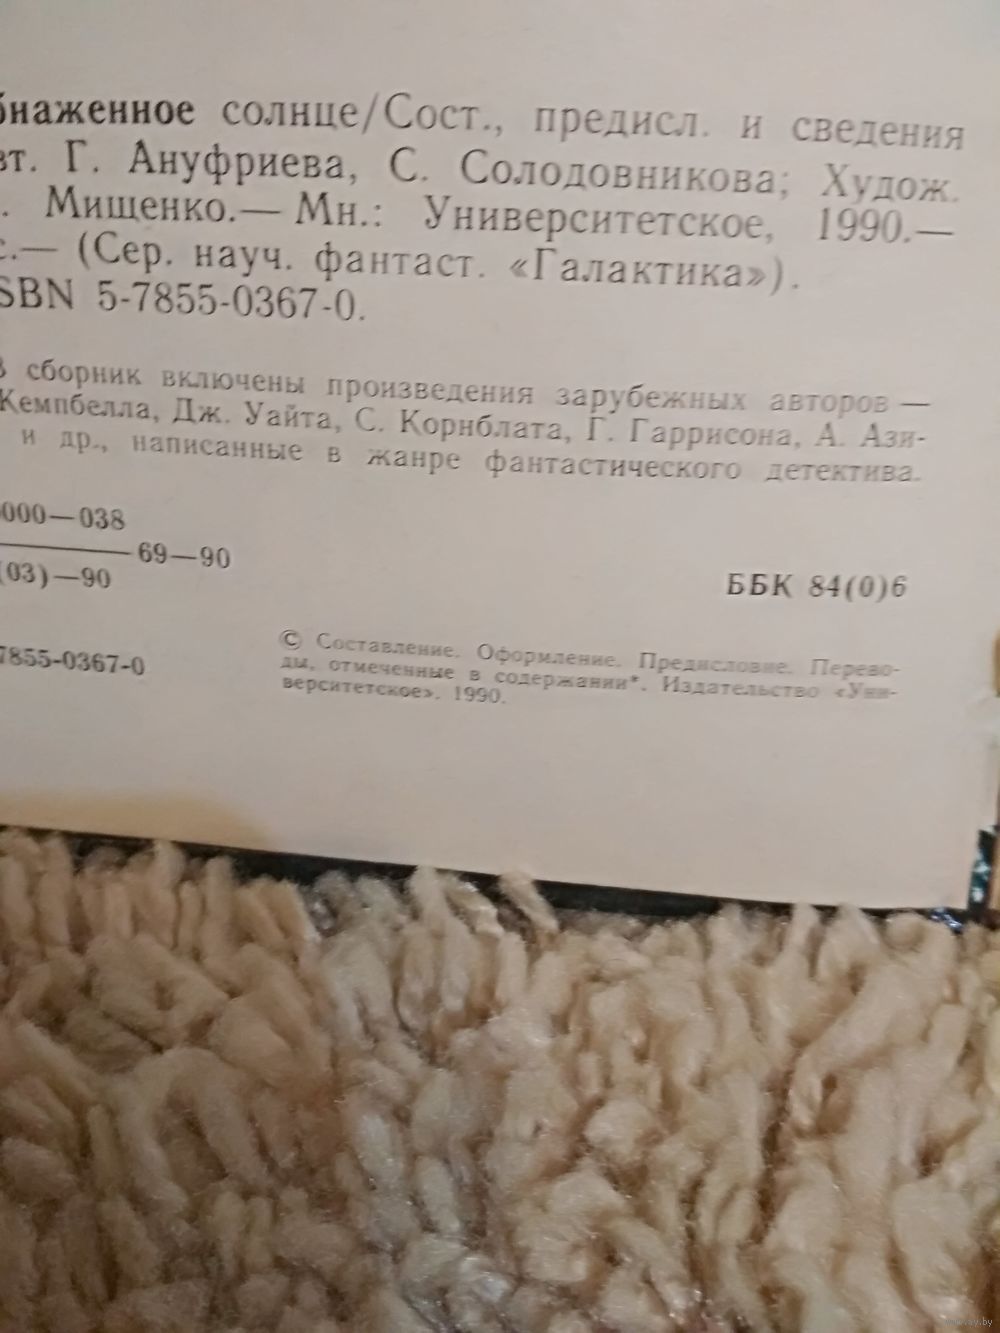 бнаженное солнце/Сост., предисл. и сведения
вт. Г. Ануфриева, С. Солодовникова; Худож.
. Мищенко.— Мн.: Университетское, 1990.—
с.— (Сер. науч. фантаст. «Галактика»).
SBN 5-7855-0367-0.
В сборник включены произведения зарубежных авторов —
Кемпбелла, Дж. Уайта, С. Корнблата, Г. Гаррисона, А. Ази-
и др., написанные в жанре фантастического детектива.
000—038
69—90
(03)—90
ББК 84(0)6
7855-0367-0
© Составление. Оформление. Предисловие. Перево-
ды, отмеченные в содержании*. Издательство «Уни-
верситетское». 1990.
www.ay.by